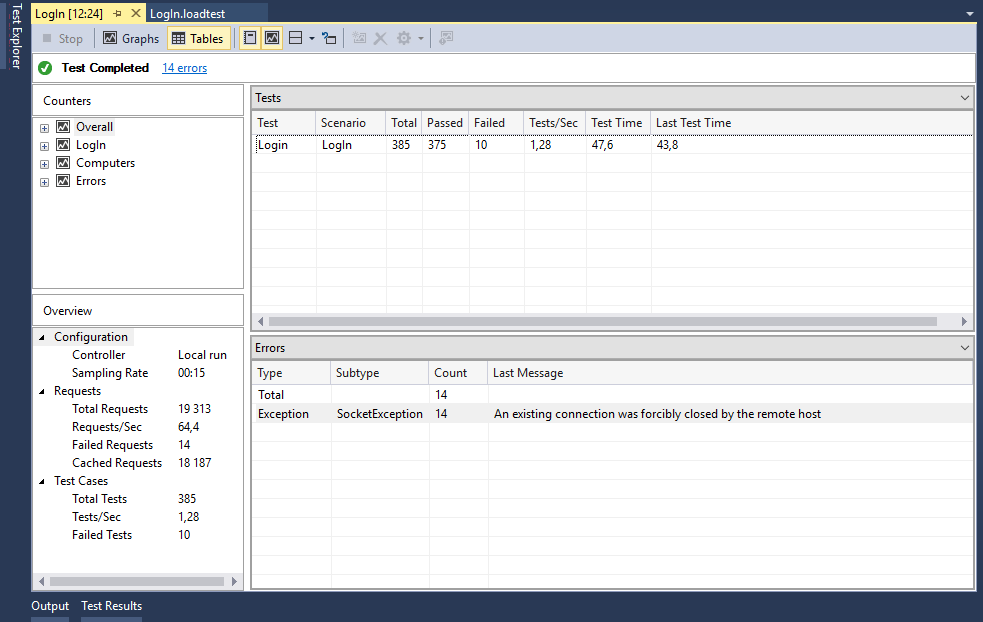 Test Explorer
LogIn [12:24] LogIn.loadtest
Stop Graphs Tables
Test Completed 14 errors
Counters
Overall
LogIn
Computers
Errors
Overview
Configuration
Controller Local run
Sampling Rate 00:15
Requests
Total Requests 19 313
Requests/Sec 64,4
Failed Requests 14
Cached Requests 18 187
Test Cases
Total Tests 385
Tests/Sec 1,28
Failed Tests 10
Tests
Test Scenario Total Passed Failed Tests/Sec Test Time Last Test Time
Login LogIn 385 375 10 1,28 47,6 43,8
Errors
Type Subtype Count Last Message
Total 14
Exception SocketException 14 An existing connection was forcibly closed by the remote host
Output Test Results